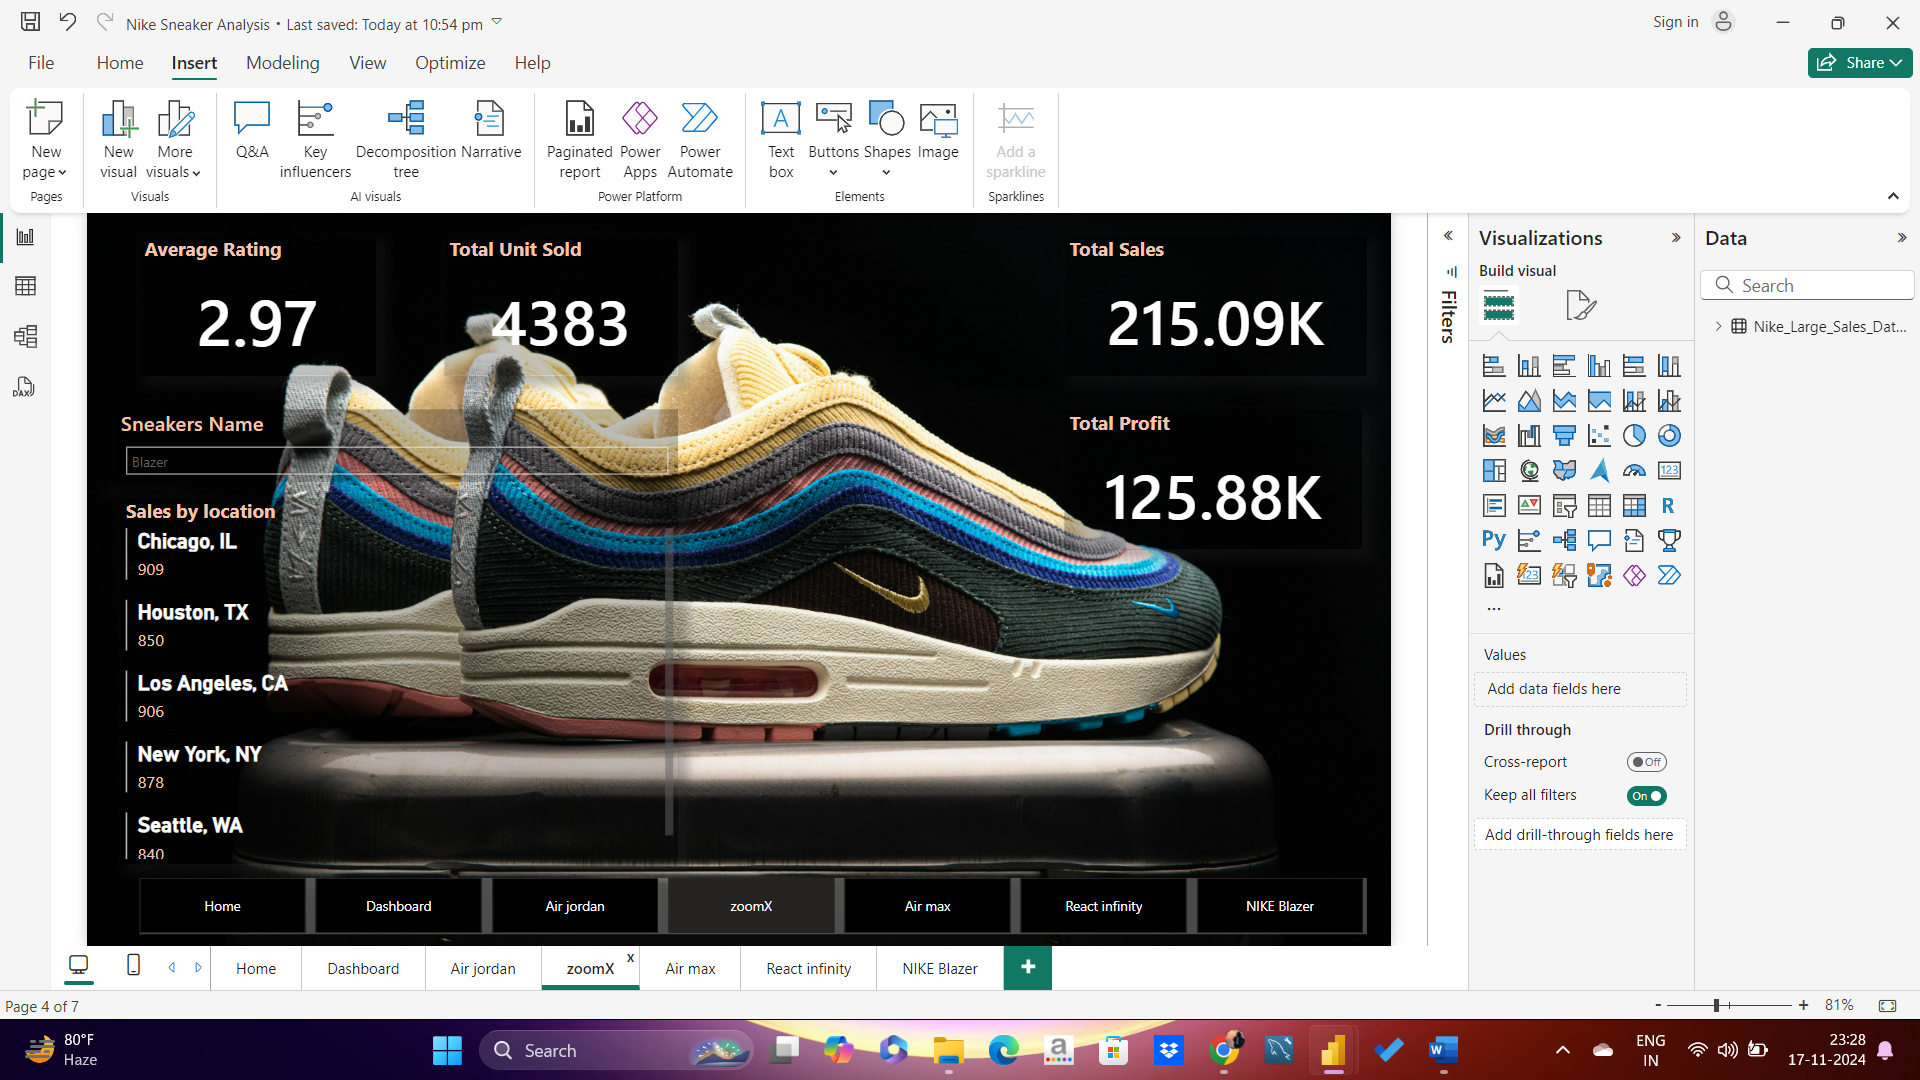 Nike Sneaker Analysis • Last saved: Today at 10:54 pm
Sign in
File Home Insert Modeling View Optimize Help
Share
New page
Pages
New visual
More visuals
Visuals
Q&A
Key influencers
Decomposition tree
Narrative
AI visuals
Paginated report
Power Apps
Power Automate
Power Platform
Text box
Buttons
Shapes
Image
Elements
Add a sparkline
Sparklines
DAX
Average Rating
2.97
Total Unit Sold
4383
Total Sales
215.09K
Sneakers Name
Blazer
Total Profit
125.88K
Sales by location
Chicago, IL
909
Houston, TX
850
Los Angeles, CA
906
New York, NY
878
Seattle, WA
840
Home Dashboard Air jordan zoomX Air max React infinity NIKE Blazer
Filters
Visualizations
Build visual
123
R
Py
123
...
Values
Add data fields here
Drill through
Cross-report Off
Keep all filters On
Add drill-through fields here
Data
Search
Nike_Large_Sales_Dat...
Home Dashboard Air jordan zoomX x Air max React infinity NIKE Blazer +
Page 4 of 7
- + 81%
80°F
Haze
Search
a
W
ENG
IN
23:28
17-11-2024